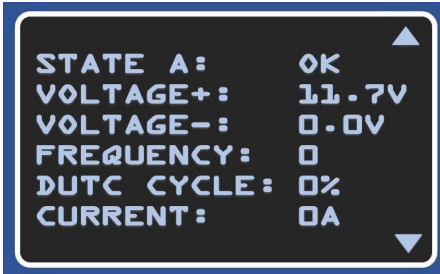 STATE A: OK
VOLTAGE+: 11.7V
VOLTAGE-: 0.0V
FREQUENCY: 0
DUTC CYCLE: 0%
CURRENT: 0A